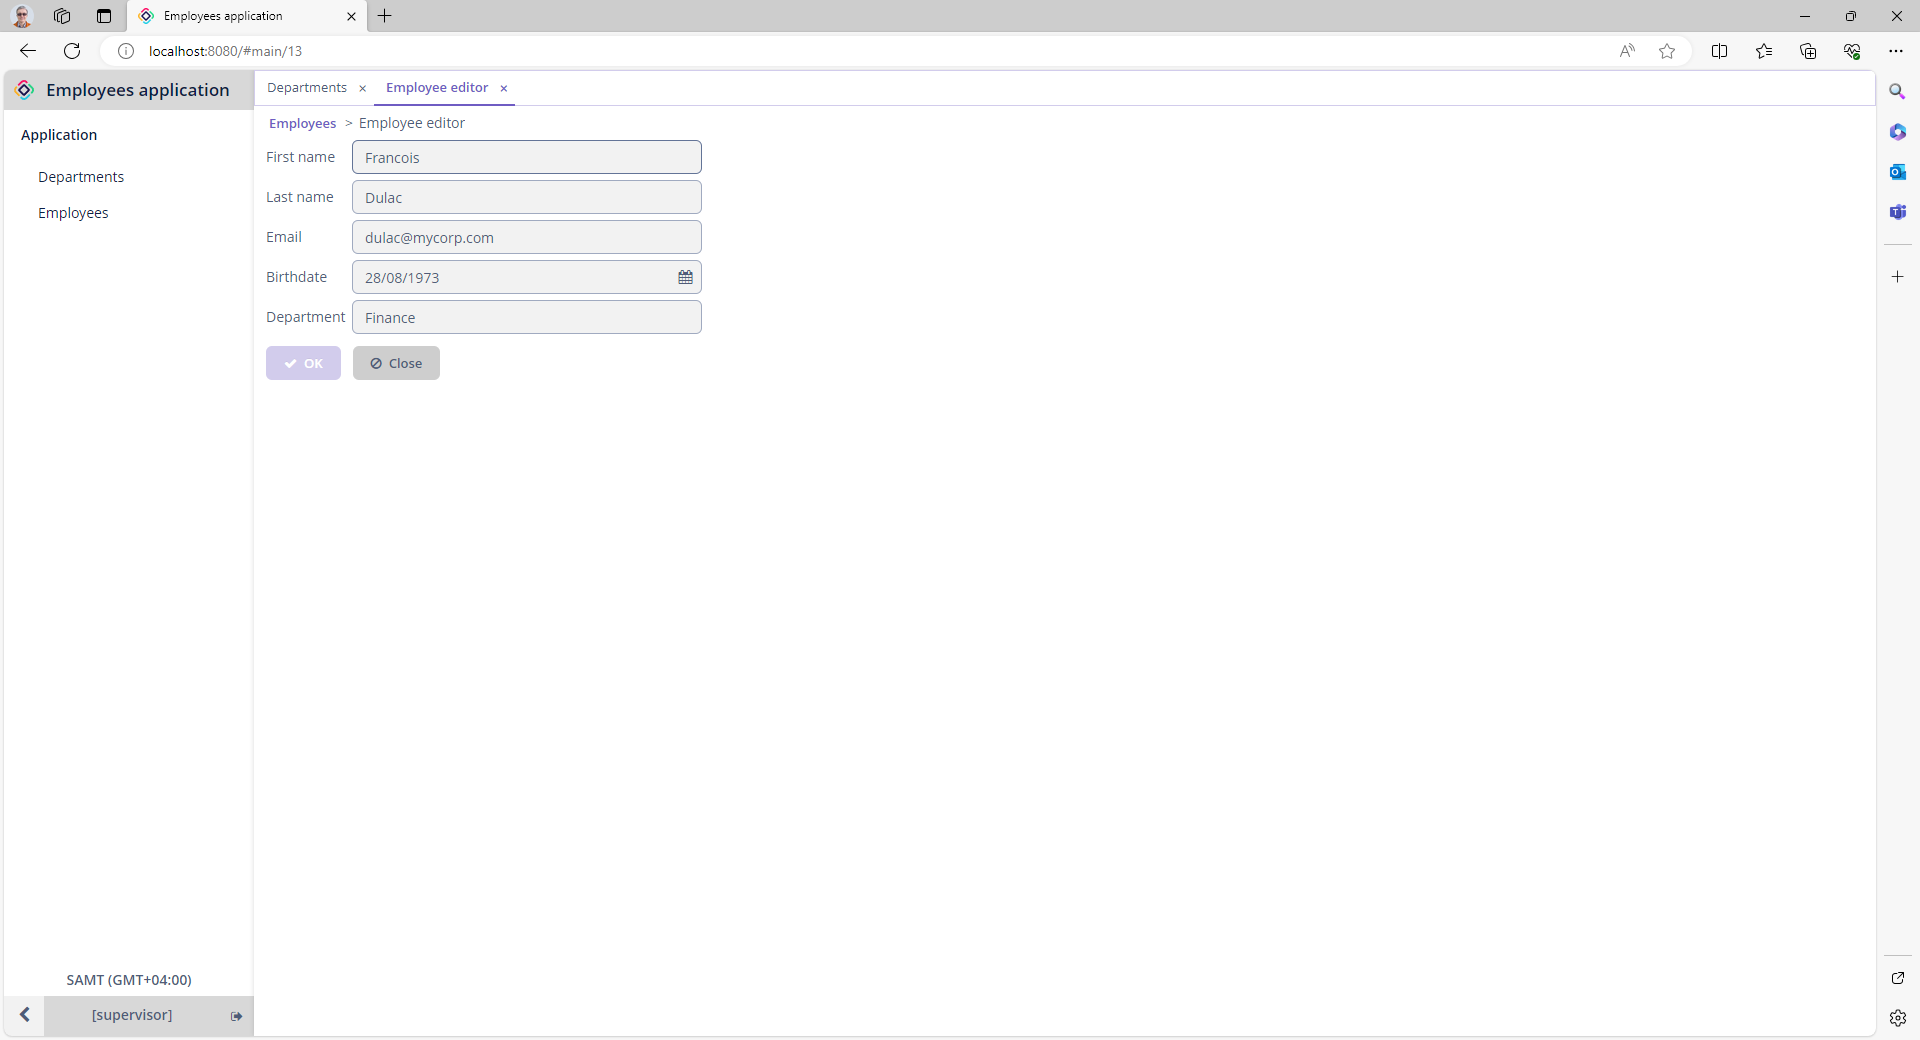 Employees application
localhost:8080/#main/13
Employees application
Departments
Employee editor
Application
Employees > Employee editor
First name Francois
Departments
Last name Dulac
Employees
Email dulac@mycorp.com
Birthdate 28/08/1973
Department Finance
OK Close
SAMT (GMT+04:00)
[supervisor]